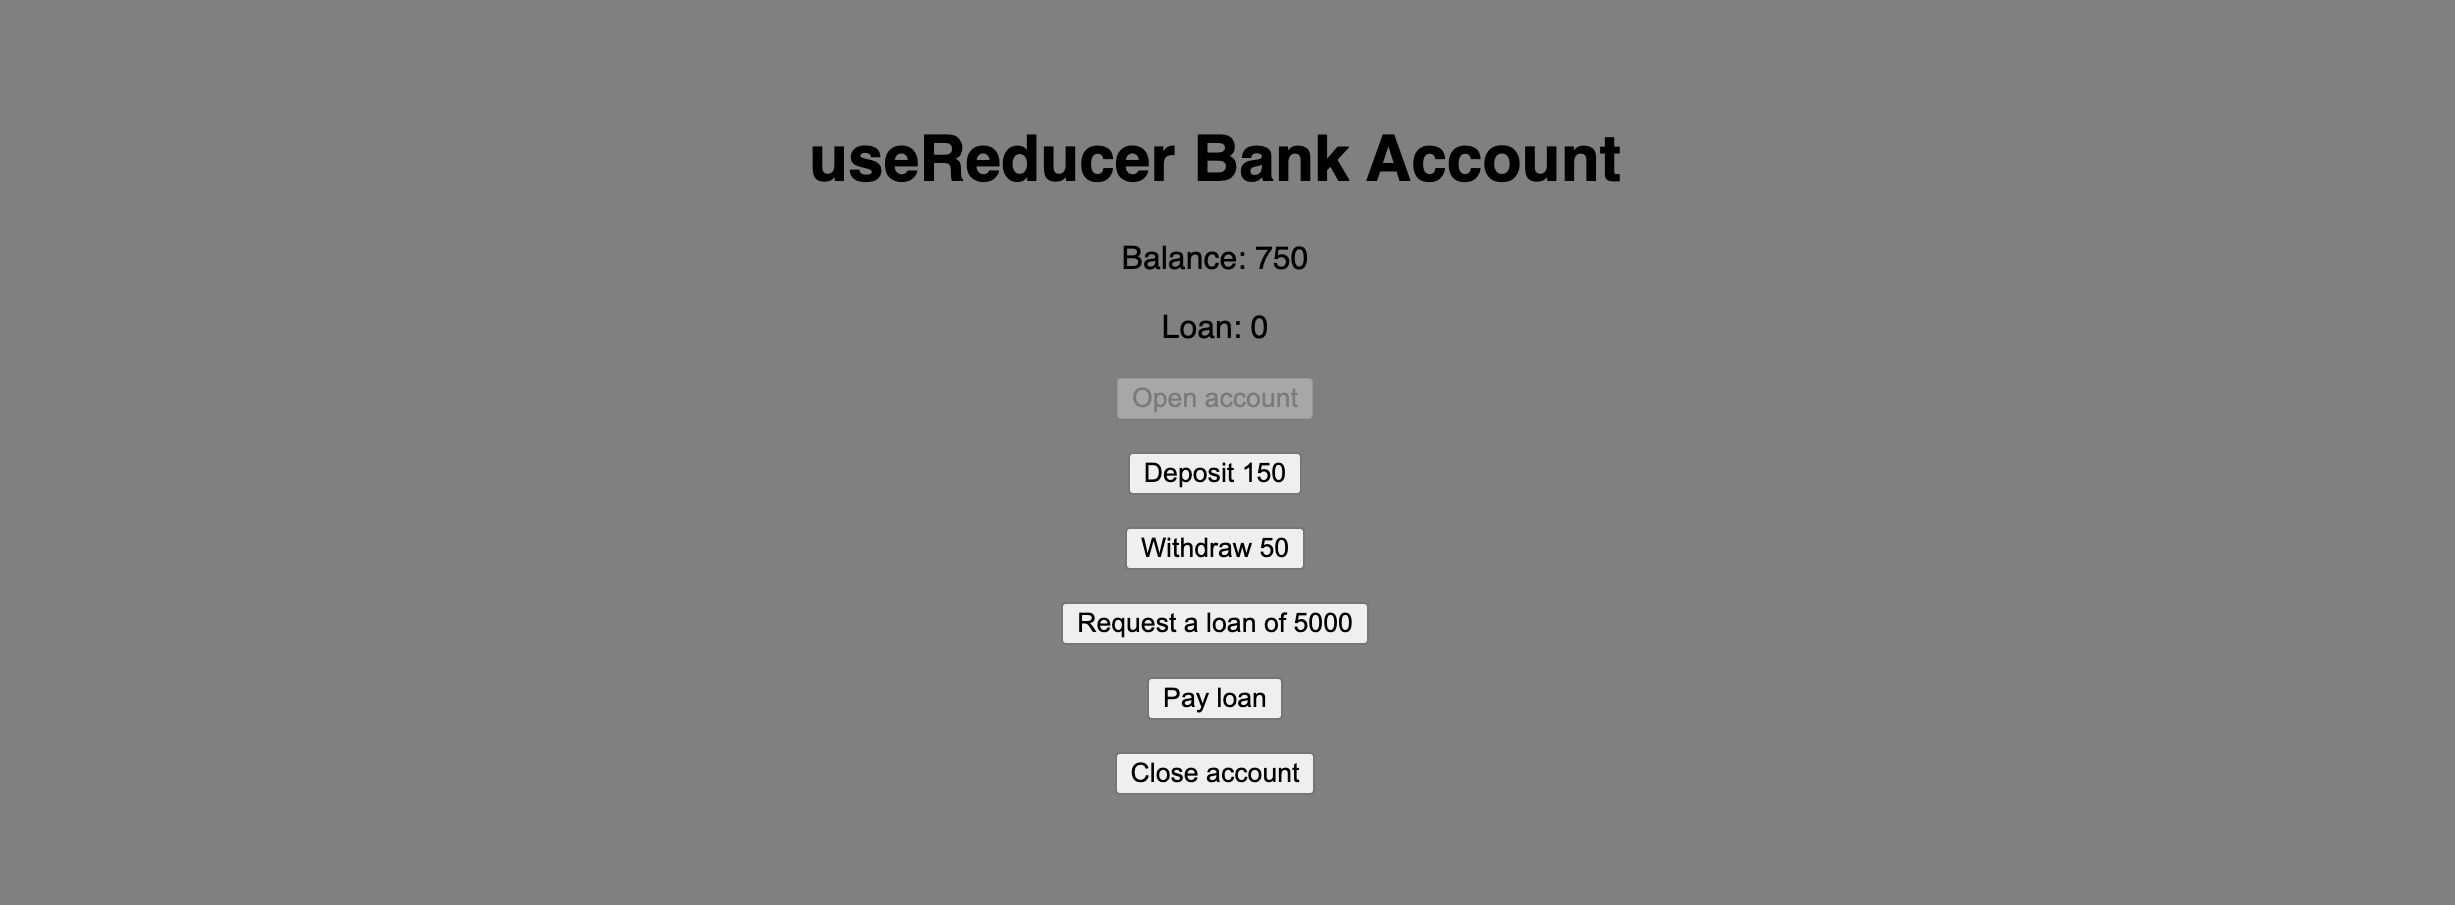 useReducer Bank Account
Balance: 750
Loan: 0
Open account
Deposit 150
Withdraw 50
Request a loan of 5000
Pay loan
Close account